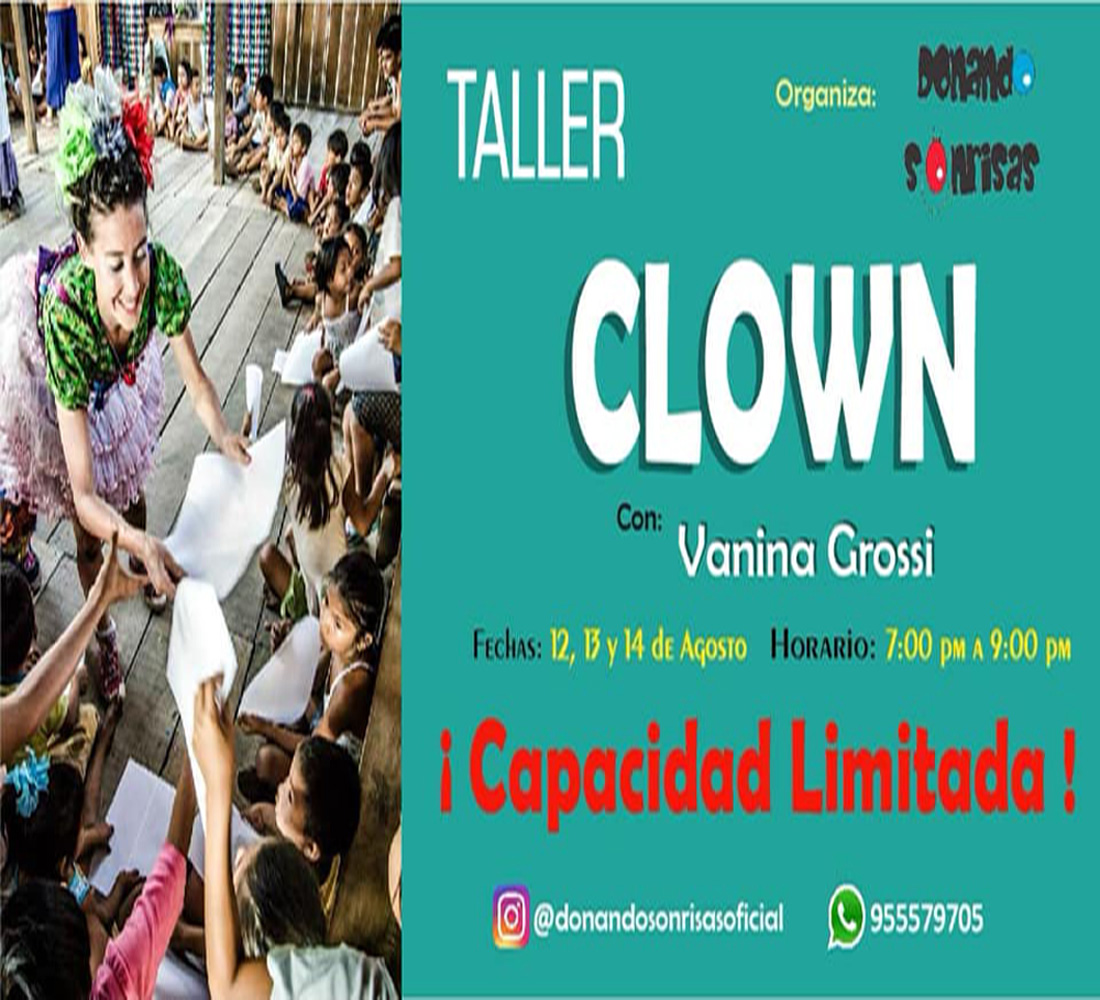 TALLER
Organiza:
Donando
sonrisas
CLOWN
Con:
Vanina Grossi
Fechas: 12, 13 y 14 de Agosto Horario: 7:00 pm a 9:00 pm
¡ Capacidad Limitada !
@donandosonrisasoficial
955579705